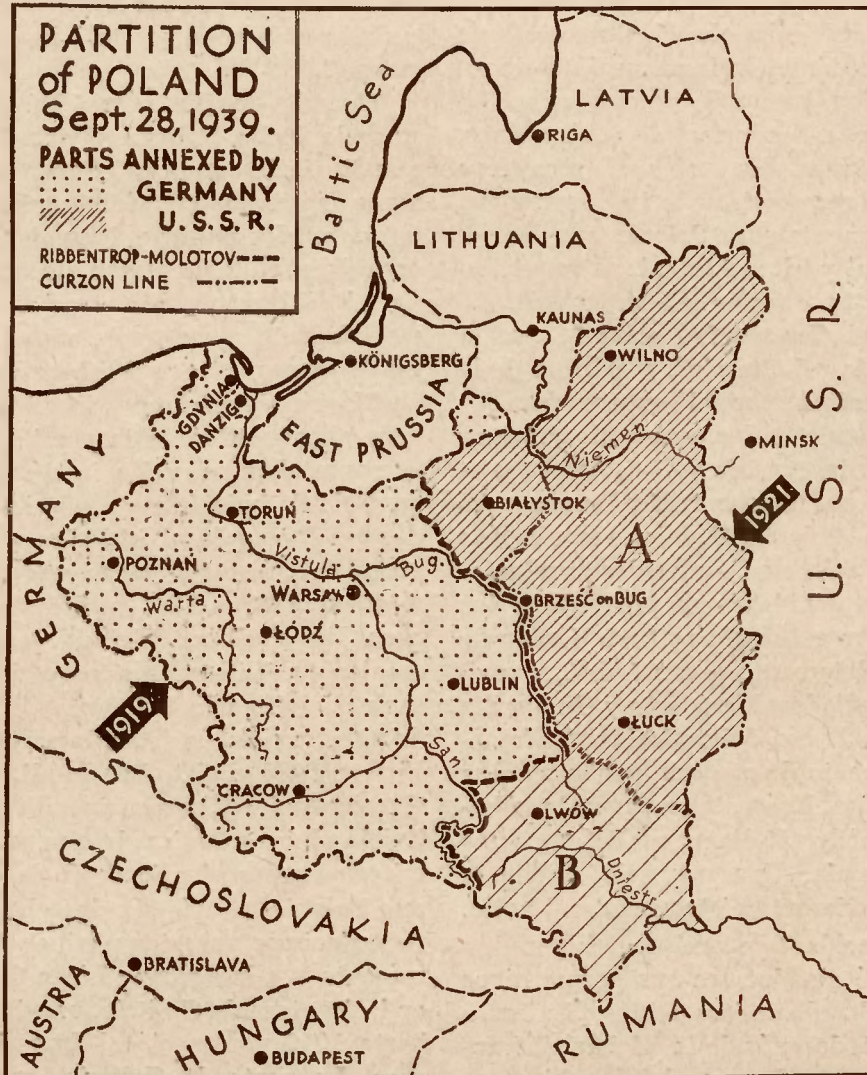 PARTITION
of POLAND
Sept. 28, 1939.
PARTS ANNEXED by
GERMANY
U. S. S. R.
RIBBENTROP-MOLOTOV
CURZON LINE
Baltic Sea
LATVIA
RIGA
LITHUANIA
KAUNAS
WILNO
KÖNIGSBERG
EAST PRUSSIA
GDYNIA
DANZIG
U. S. S. R.
MINSK
Niemen
GERMANY
TORUŃ
BIAŁYSTOK
A
1921
POZNAŃ
Vistula
Bug
Warta
WARSAW
BRZEŚĆ on BUG
ŁÓDŹ
LUBLIN
1919
ŁUCK
San
CRACOW
LWÓW
B
Dniestr
CZECHOSLOVAKIA
BRATISLAVA
AUSTRIA
HUNGARY
BUDAPEST
RUMANIA